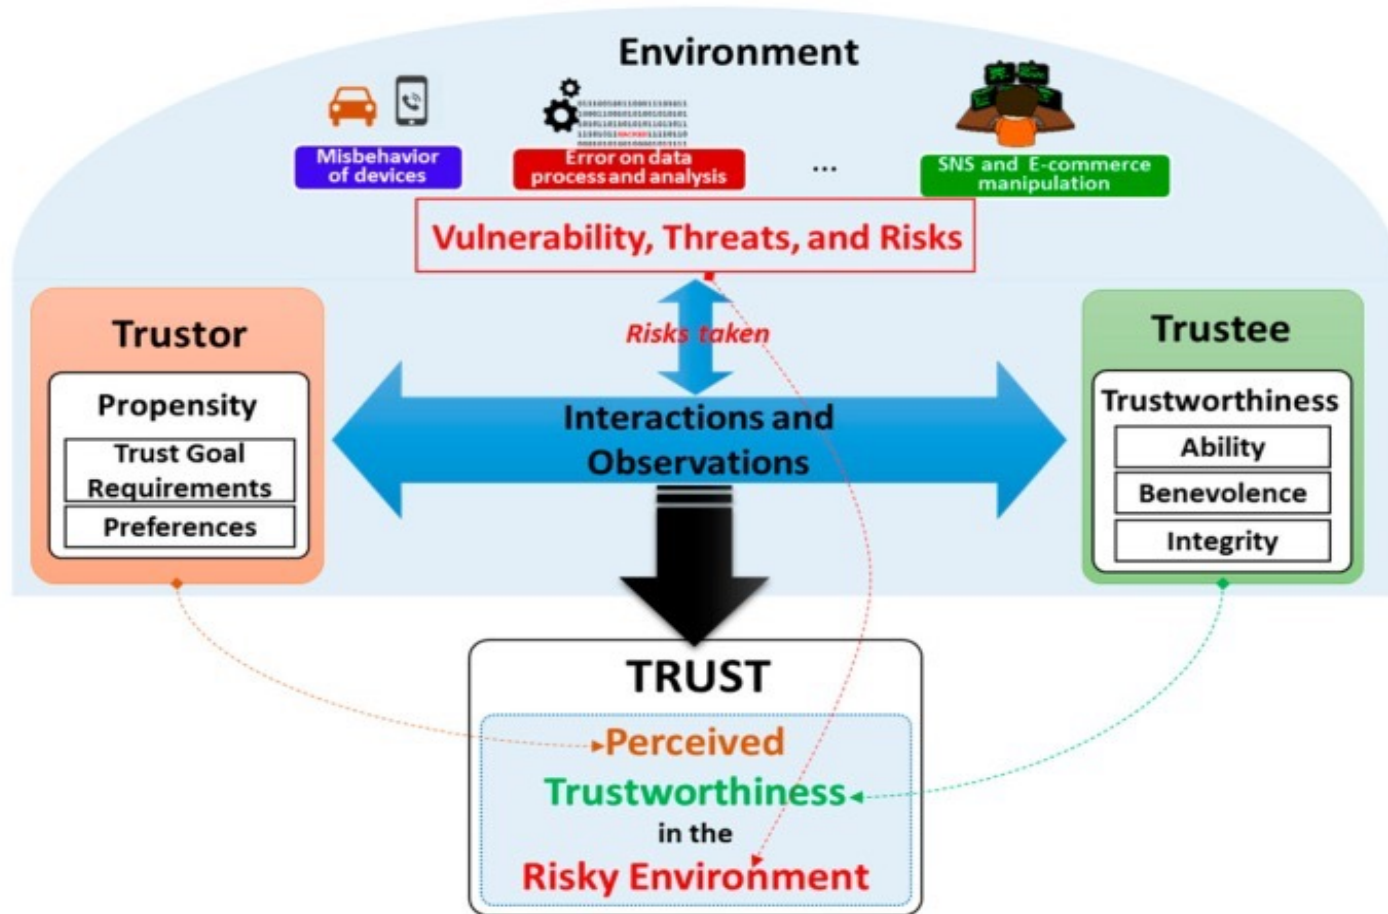 Environment
Misbehavior
of devices
Error on data
process and analysis
...
SNS and E-commerce
manipulation
Vulnerability, Threats, and Risks
Risks taken
Trustor
Propensity
Trust Goal
Requirements
Preferences
Interactions and
Observations
Trustee
Trustworthiness
Ability
Benevolence
Integrity
TRUST
Perceived
Trustworthiness
in the
Risky Environment